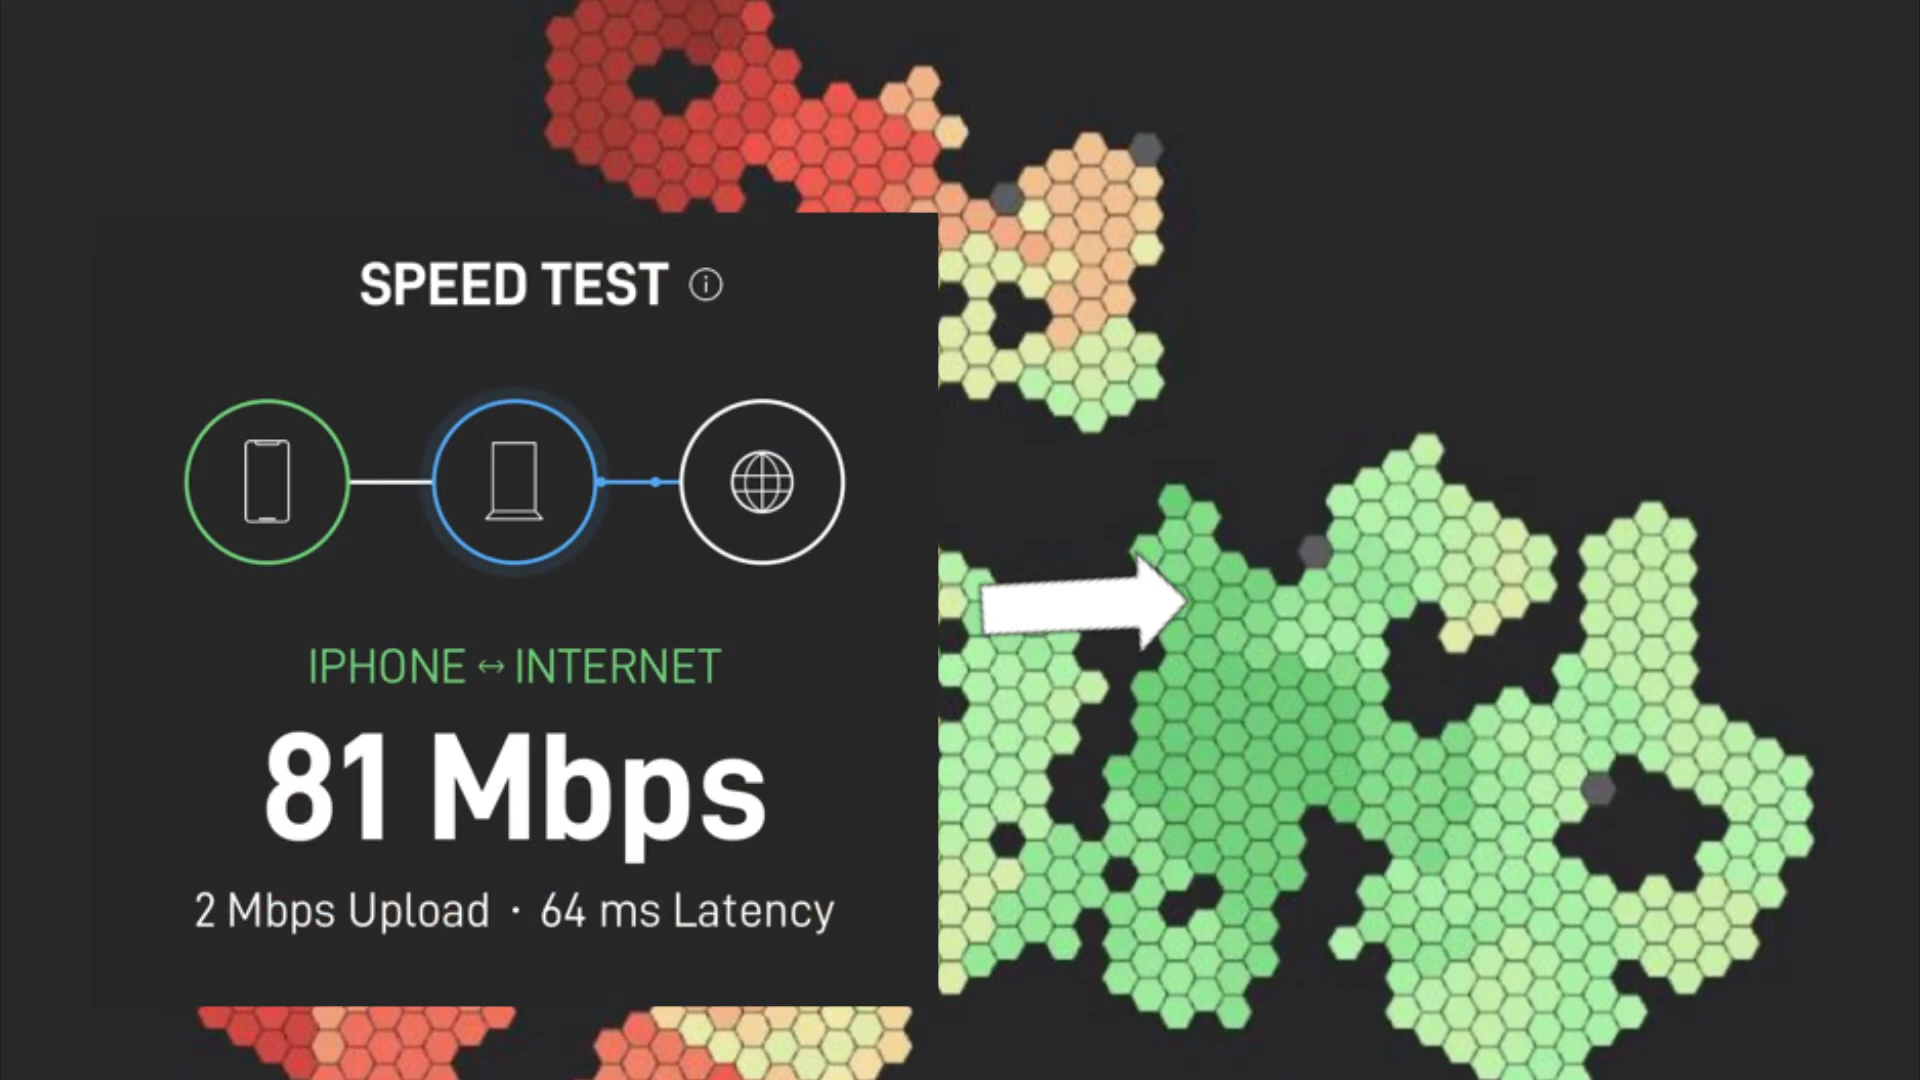 SPEED TEST
IPHONE ↔ INTERNET
81 Mbps
2 Mbps Upload · 64 ms Latency